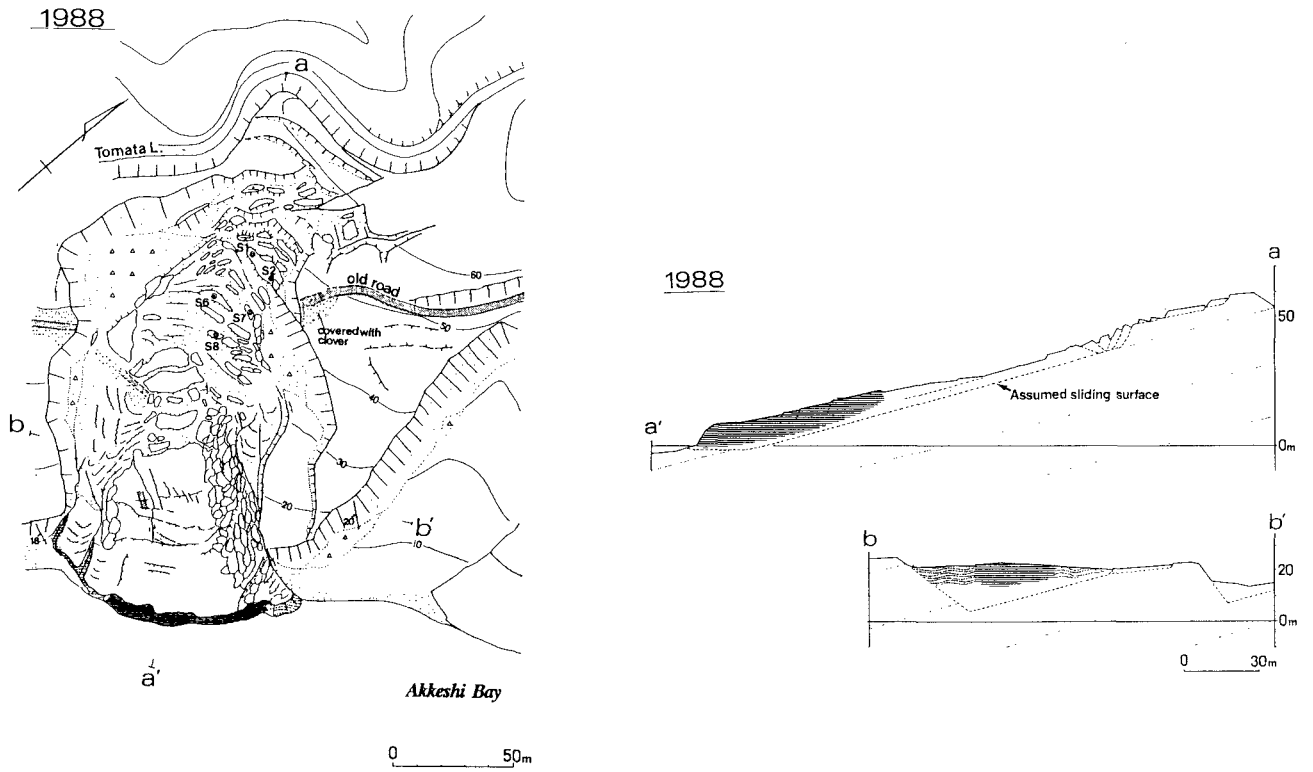 1988
a
Tomata L.
S1
S2
60
old road
S6
50
S7
covered with
clover
S8
40
b
30
20
20
b'
18
10
a'
Akkeshi Bay
0 50m
a
1988
50
Assumed sliding surface
a'
0m
b
b'
20
0m
0 30m